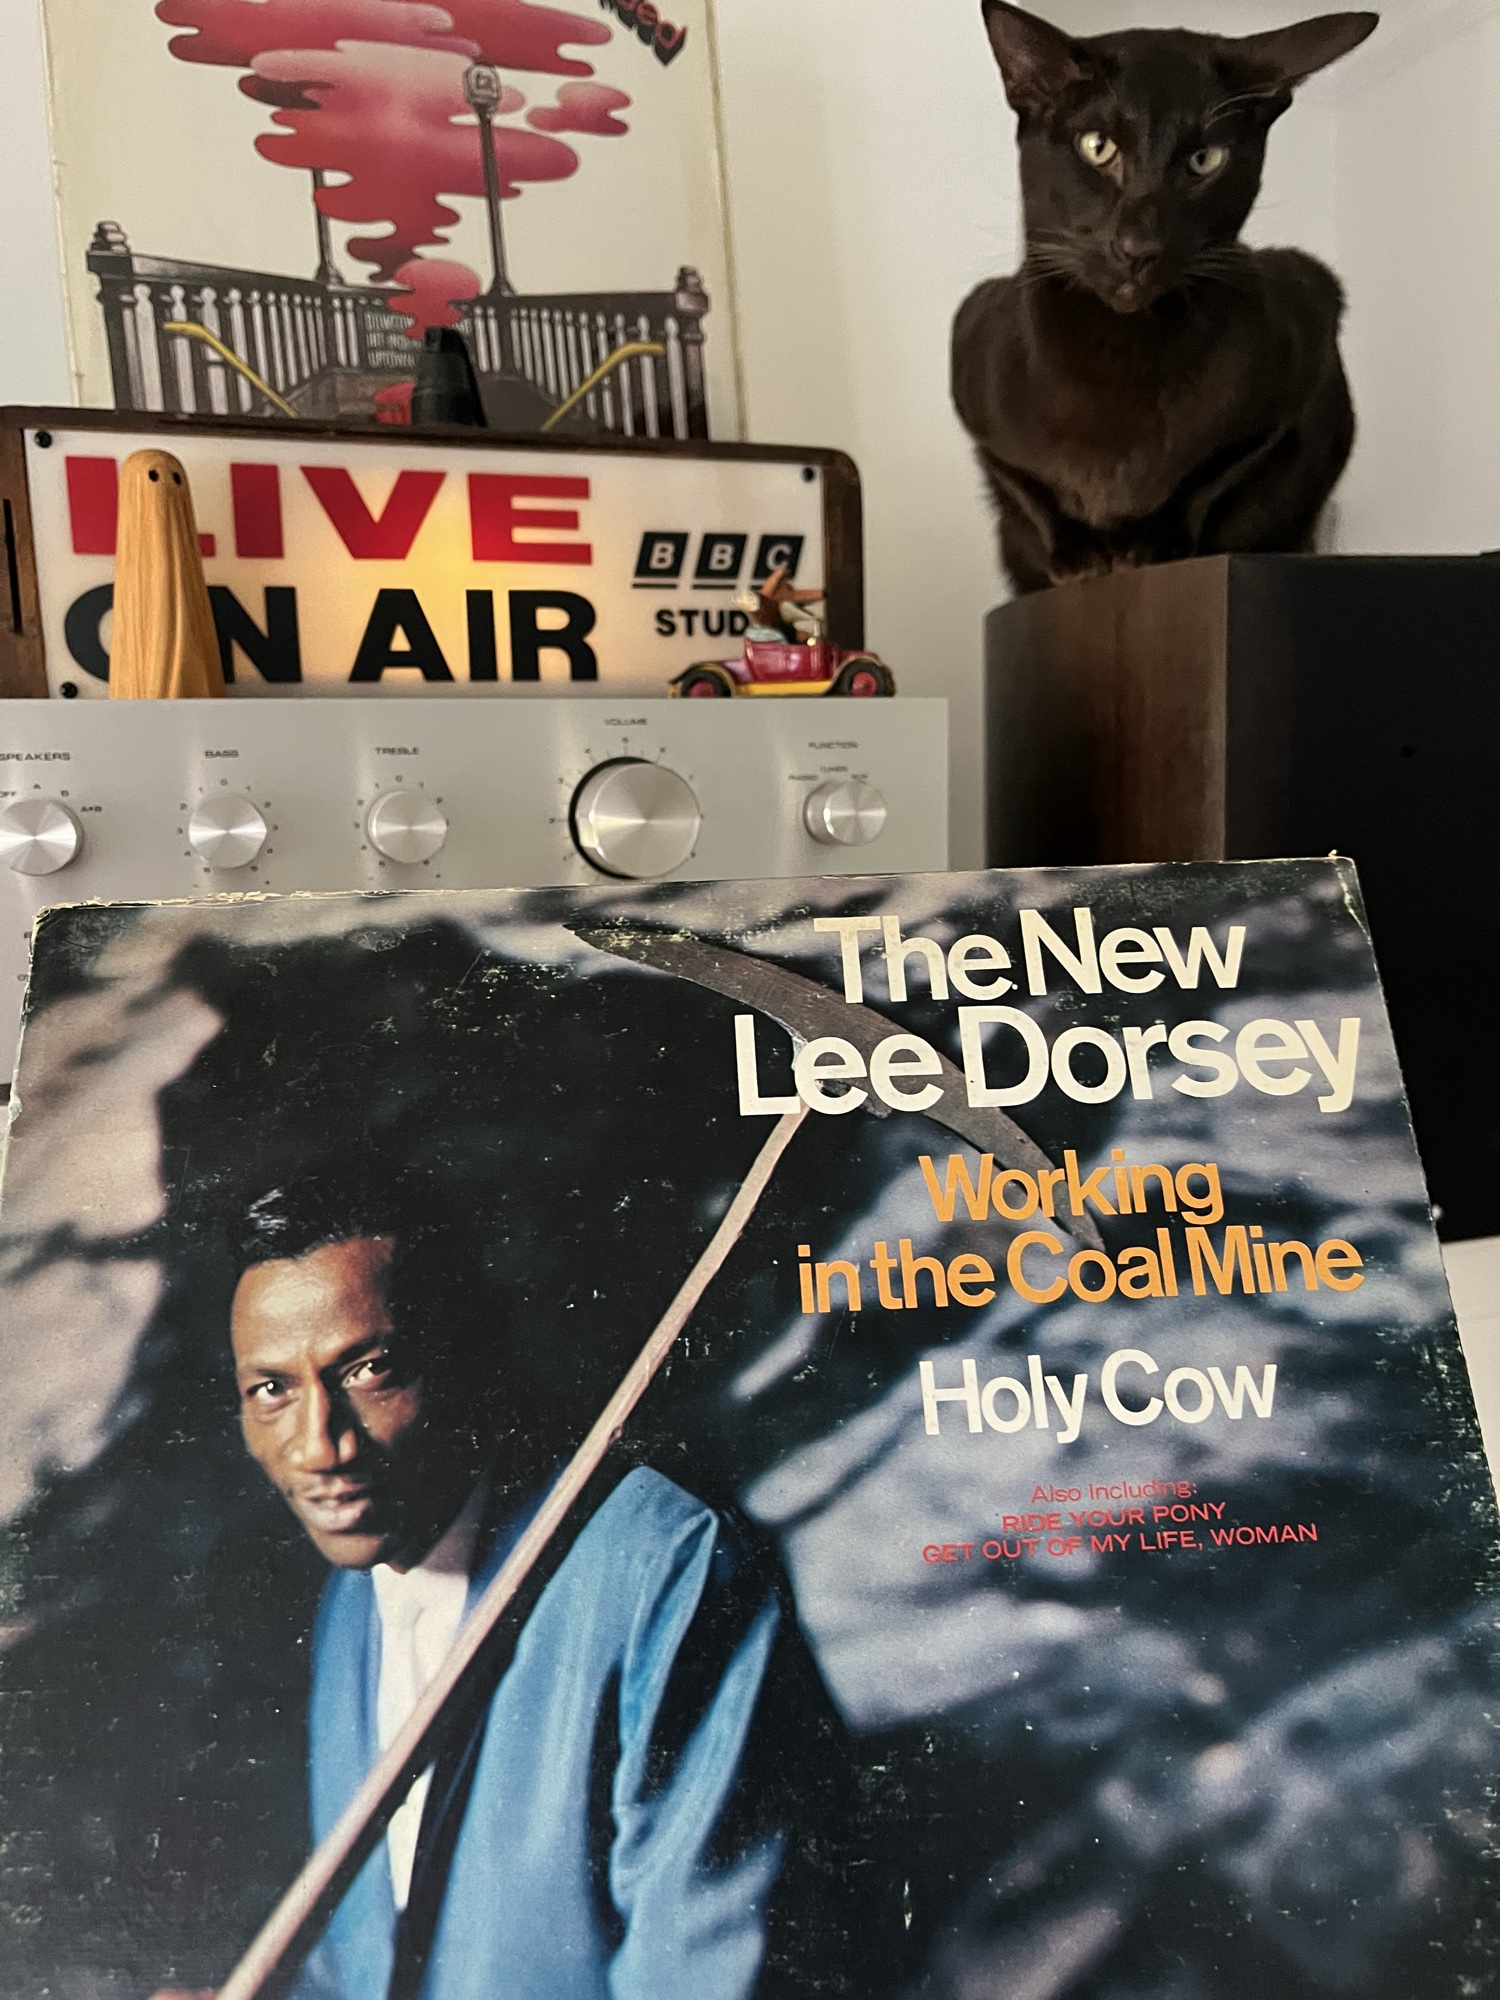 LIVE
ON AIR
BBC
STUD
SPEAKERS
OFF A B A+B
BASS
TREBLE
VOLUME
FUNCTION
The New
Lee Dorsey
Working
in the Coal Mine
Holy Cow
Also Including:
RIDE YOUR PONY
GET OUT OF MY LIFE, WOMAN